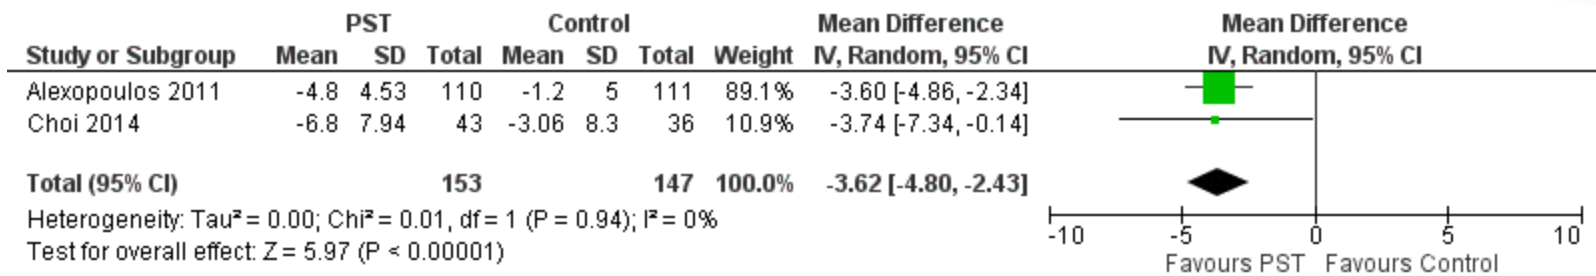 PST Control Mean Difference Mean Difference
Study or Subgroup Mean SD Total Mean SD Total Weight IV, Random, 95% CI IV, Random, 95% CI
Alexopoulos 2011 -4.8 4.53 110 -1.2 5 111 89.1% -3.60 [-4.86, -2.34]
Choi 2014 -6.8 7.94 43 -3.06 8.3 36 10.9% -3.74 [-7.34, -0.14]
Total (95% CI) 153 147 100.0% -3.62 [-4.80, -2.43]
Heterogeneity: Tau² = 0.00; Chi² = 0.01, df = 1 (P = 0.94); I² = 0%
Test for overall effect: Z = 5.97 (P < 0.00001)
-10 -5 0 5 10
Favours PST Favours Control